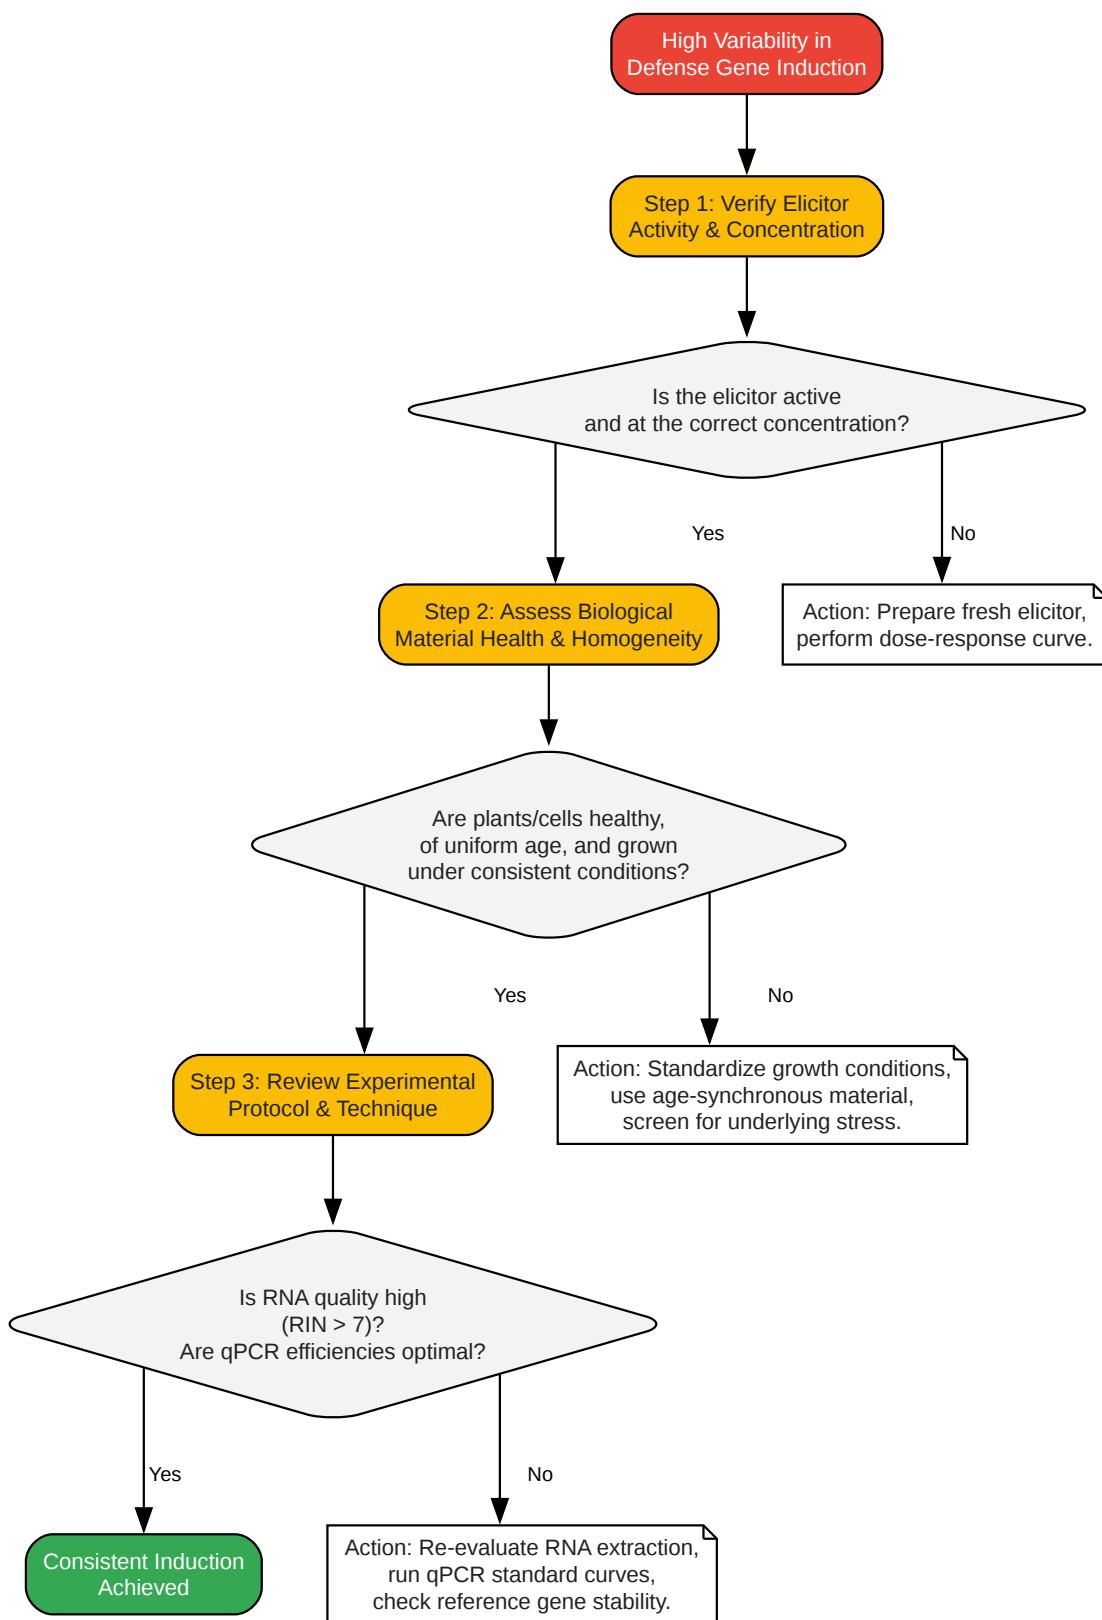 High Variability in
Defense Gene Induction
Step 1: Verify Elicitor
Activity & Concentration
Is the elicitor active
and at the correct concentration?
Yes
No
Step 2: Assess Biological
Material Health & Homogeneity
Action: Prepare fresh elicitor,
perform dose-response curve.
Are plants/cells healthy,
of uniform age, and grown
under consistent conditions?
Yes
No
Step 3: Review Experimental
Protocol & Technique
Action: Standardize growth conditions,
use age-synchronous material,
screen for underlying stress.
Is RNA quality high
(RIN > 7)?
Are qPCR efficiencies optimal?
Yes
No
Consistent Induction
Achieved
Action: Re-evaluate RNA extraction,
run qPCR standard curves,
check reference gene stability.